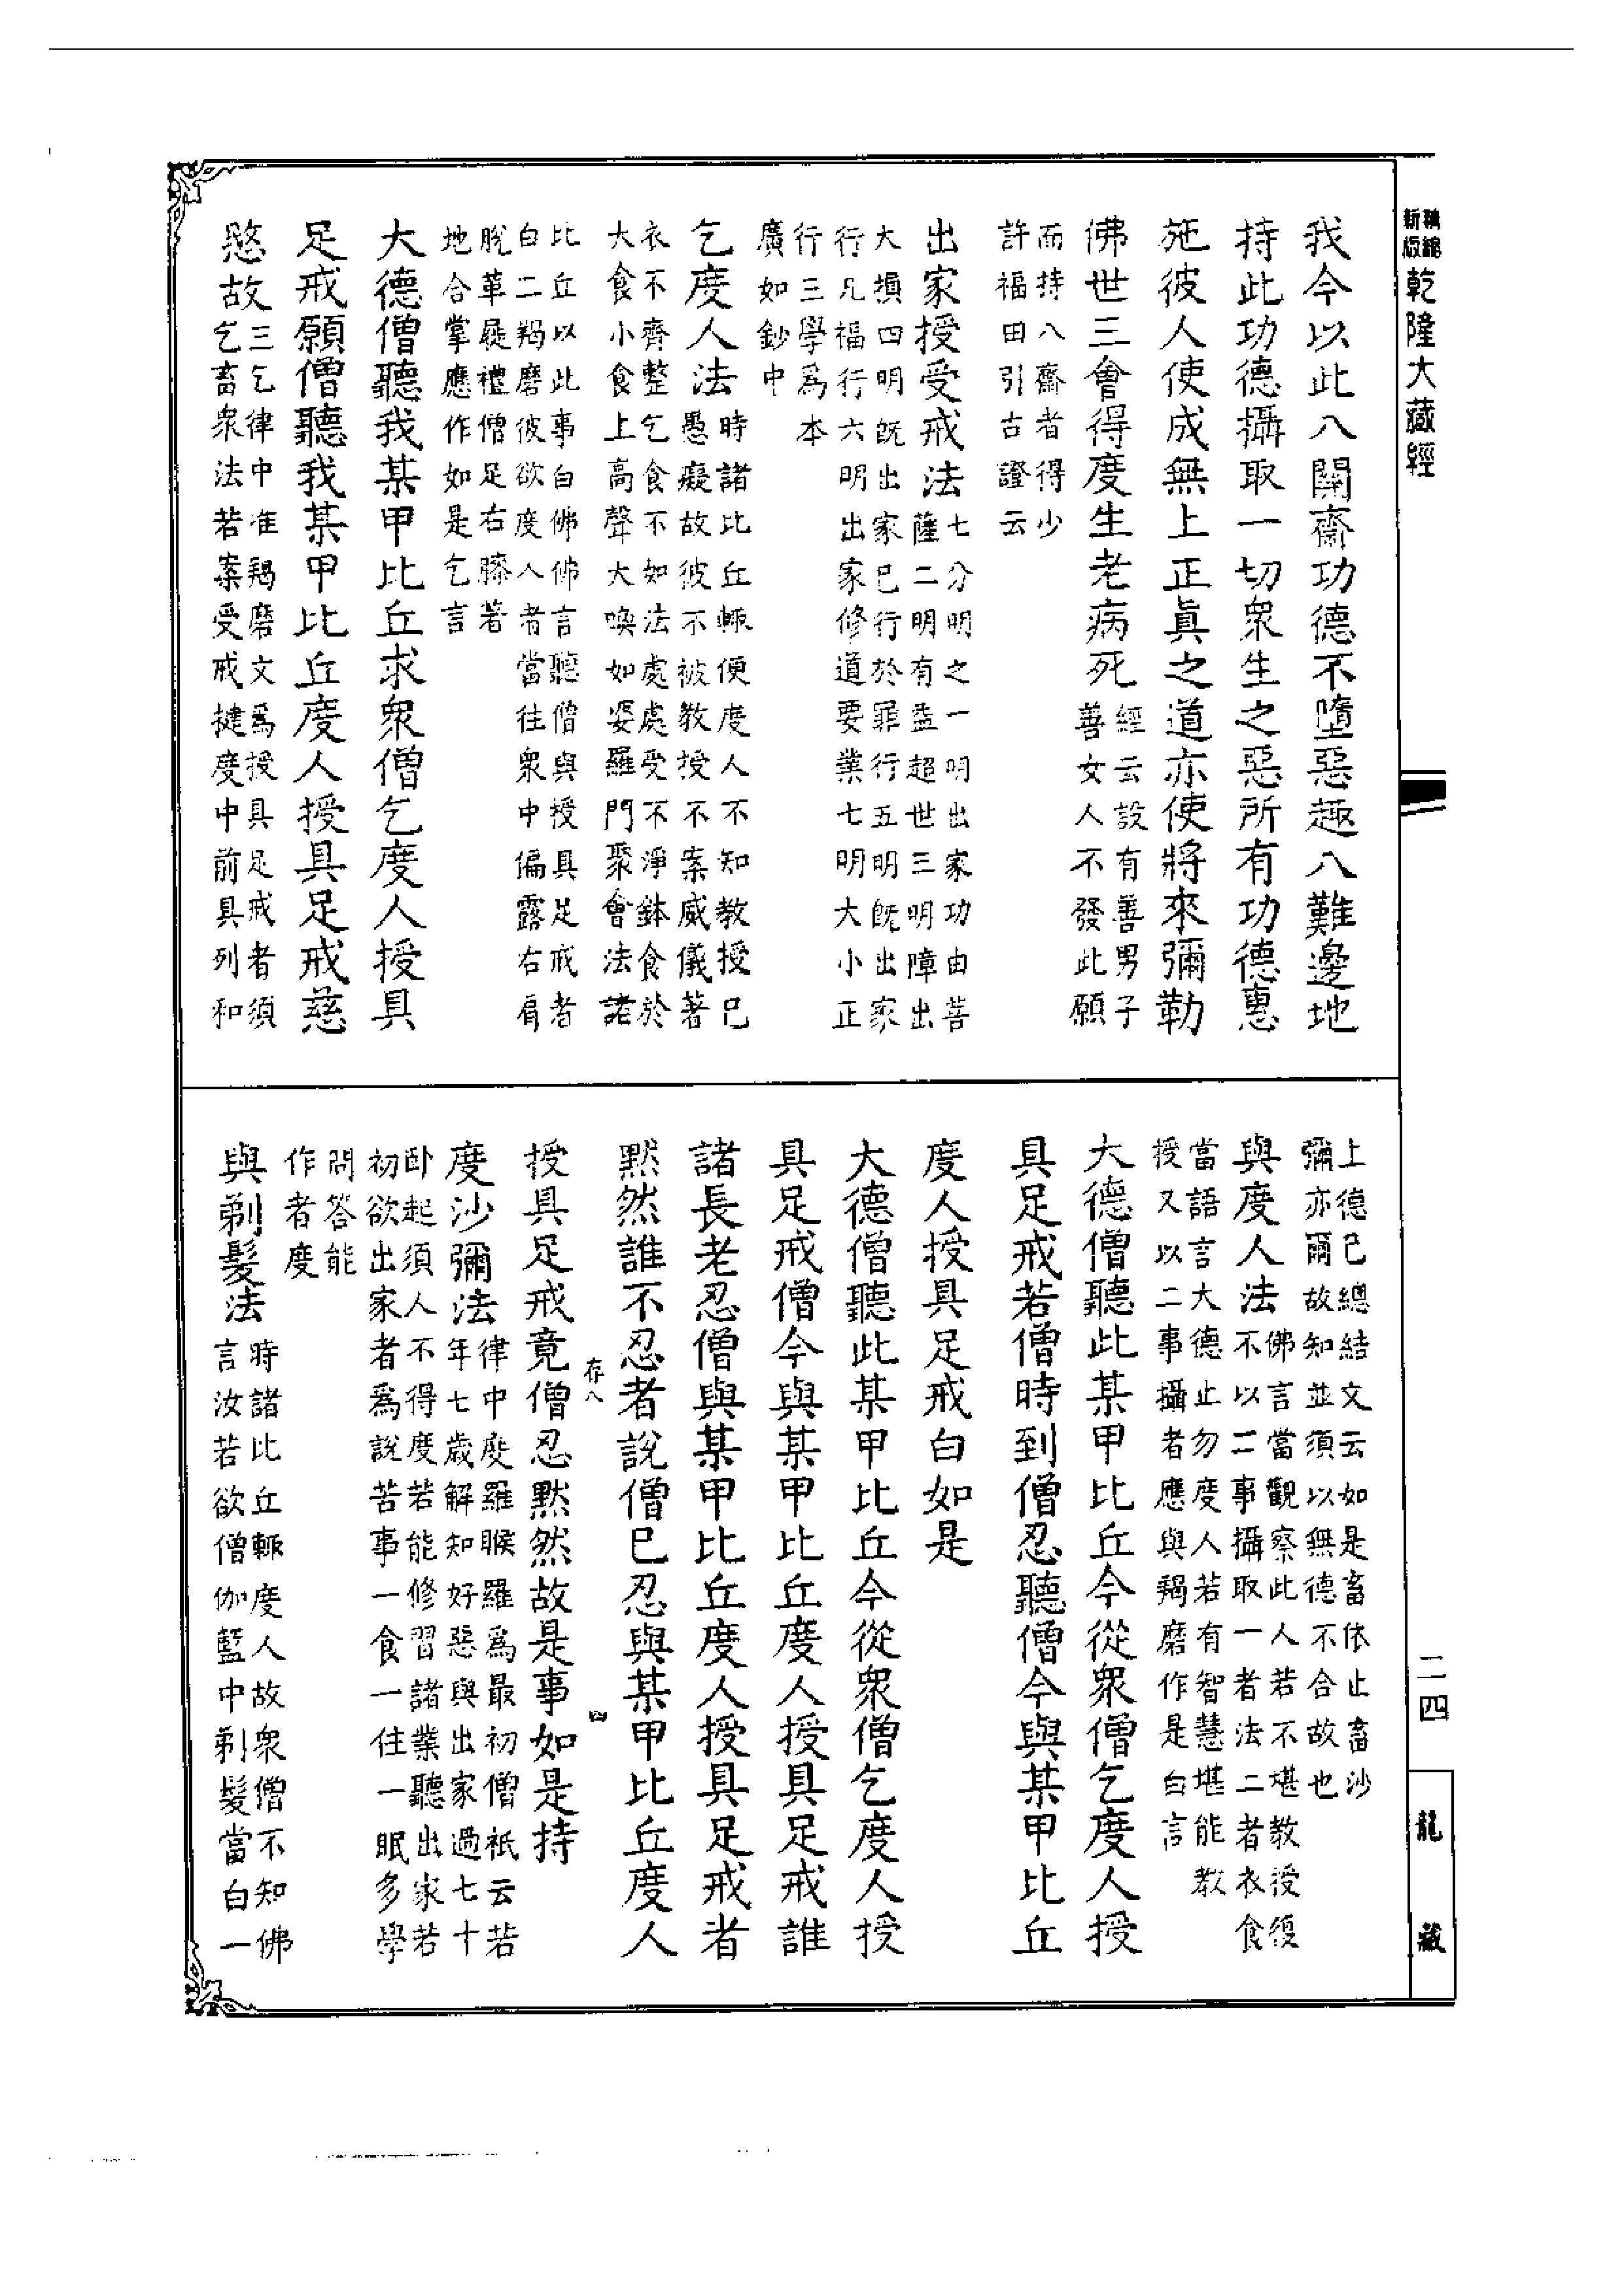 精編新版 乾隆大藏經
我今以此八關齋功德不墮惡趣八難邊地
持此功德攝取一切衆生之惡所有功德惠
施彼人使成無上正眞之道亦使將來彌勒
佛世三會得度生老病死經云設有善男子
善女人不發此願
而持八齋者得少
許福田引古證云
出家授受戒法七分明之一明出家功由菩
薩二明有益超世三明障出
大損四明旣出家已行於罪行五明旣出家
行凡福行六明出家修道要業七明大小正
行三學爲本
廣如鈔中
乞度人法時諸比丘輒便度人不知教授已
愚癡故彼不被教授不案威儀著
衣不齊整乞食不如法處處受不淨鉢食於
大食小食上高聲大喚如婆羅門聚會法諸
比丘以此事白佛佛言聽僧與授具足戒者
白二羯磨彼欲度人者當往衆中偏露右肩
脫革屣禮僧足右膝著
地合掌應作如是乞言
大德僧聽我某甲比丘求衆僧乞度人授具
足戒願僧聽我某甲比丘度人授具足戒慈
愍故三乞律中准羯磨文爲授具足戒者須
乞畜衆法若案受戒揵度中前具列和
上德已總結文云如是畜依止畜沙
彌亦爾故知並須以無德不合故也
與度人法佛言當觀察此人若不堪教授復
不以二事攝取一者法二者衣食
當語言大德止勿度人若有智慧堪能教
授又以二事攝者應與羯磨作是白言
大德僧聽此某甲比丘今從衆僧乞度人授
具足戒若僧時到僧忍聽僧今與某甲比丘
度人授具足戒白如是
大德僧聽此某甲比丘今從衆僧乞度人授
具足戒僧今與某甲比丘度人授具足戒誰
諸長老忍僧與某甲比丘度人授具足戒者
默然誰不忍者說僧已忍與某甲比丘度人
存八 四
授具足戒竟僧忍默然故是事如是持
度沙彌法律中度羅睺羅爲最初僧祇云若
年七歲解知好惡與出家過七十
卧起須人不得度若能修習諸業聽出家若
初欲出家者爲說苦事一食一住一眠多學
問答能
作者度
與剃髮法時諸比丘輒度人故衆僧不知佛
言汝若欲僧伽藍中剃髮當白一
二四
龍藏